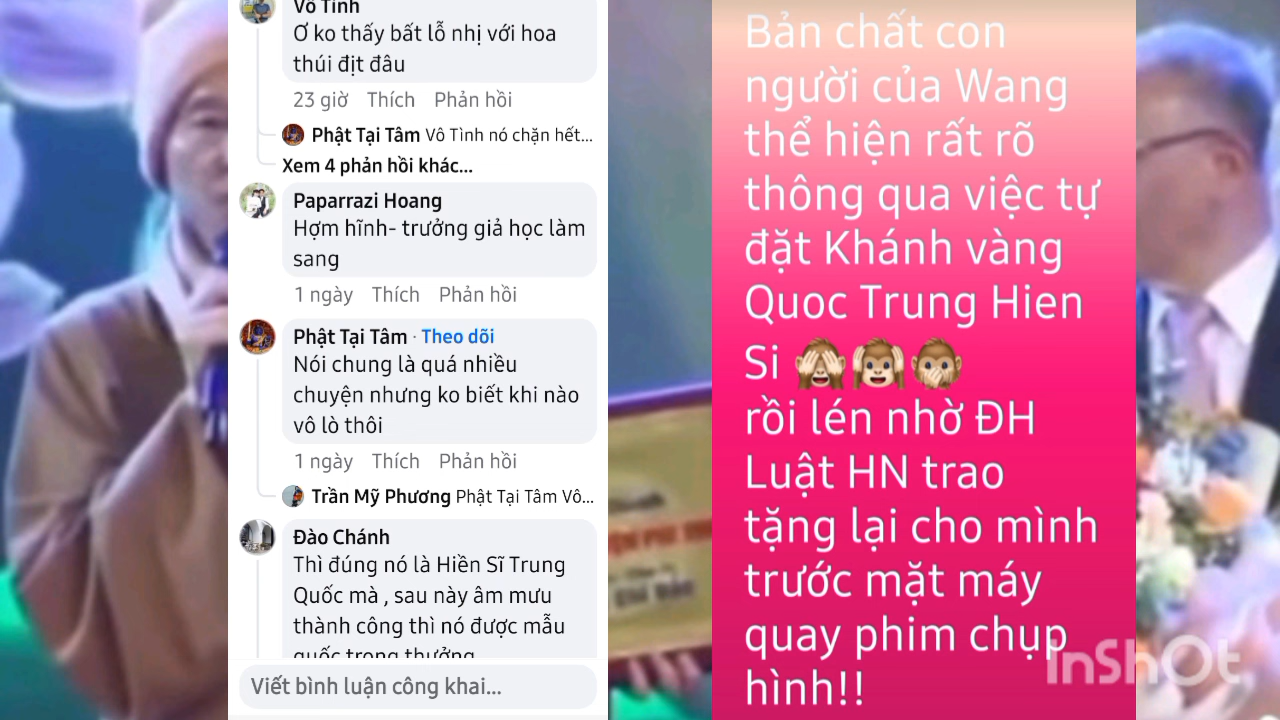 Vô Tình
Ơ ko thấy bất lỗ nhị với hoa
thúi địt đâu
23 giờ Thích Phản hồi
Phật Tại Tâm Vô Tình nó chặn hết...
Xem 4 phản hồi khác...
Paparrazi Hoang
Hợm hĩnh- trưởng giả học làm
sang
1 ngày Thích Phản hồi
Phật Tại Tâm · Theo dõi
Nói chung là quá nhiều
chuyện nhưng ko biết khi nào
vô lò thôi
1 ngày Thích Phản hồi
Trần Mỹ Phương Phật Tại Tâm Vô...
Đào Chánh
Thì đúng nó là Hiền Sĩ Trung
Quốc mà , sau này âm mưu
thành công thì nó được mẫu
quốc trọng thưởng
Viết bình luận công khai...
Bản chất con
người của Wang
thể hiện rất rõ
thông qua việc tự
đặt Khánh vàng
Quoc Trung Hien
Si 🙈🙉🙊
rồi lén nhờ ĐH
Luật HN trao
tặng lại cho mình
trước mặt máy
quay phim chụp
hình!!
InShOt